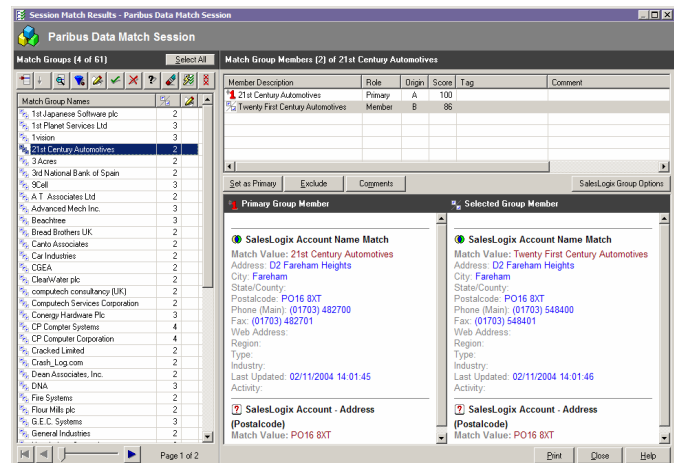 Session Match Results - Paribus Data Match Session
Paribus Data Match Session
Match Groups (4 of 61)
Select All
Match Group Members (2) of 21st Century Automotives
Match Group Names
1st Japanese Software plc 2
1st Planet Services Ltd 3
1vision 3
21st Century Automotives 2
3 Acres 2
3rd National Bank of Spain 2
9Cell 3
A T Associates Ltd 2
Advanced Mech Inc. 3
Beachtree 3
Bread Brothers UK 2
Canto Associates 2
Car Industries 2
CGEA 2
ClearWater plc 2
computech consultancy (UK) 2
Computech Services Corporation 2
Conergy Hardware Plc 3
CP Compter Systems 4
CP Computer Corporation 4
Cracked Limited 2
Crash_Log.com 2
Dean Associates, Inc. 2
DNA 3
Fire Systems 2
Flour Mills plc 2
G.E.C. Systems 3
General Industries 2
Page 1 of 2
Member Description Role Origin Score Tag Comment
21st Century Automotives Primary A 100
Twenty First Century Automotives Member B 86
Set as Primary
Exclude
Comments
SalesLogix Group Options
Primary Group Member
SalesLogix Account Name Match
Match Value: 21st Century Automotives
Address: D2 Fareham Heights
City: Fareham
State/County:
Postalcode: PO16 8XT
Phone (Main): (01703) 482700
Fax: (01703) 482701
Web Address:
Region:
Type:
Industry:
Last Updated: 02/11/2004 14:01:45
Activity:
SalesLogix Account - Address
(Postalcode)
Match Value: PO16 8XT
Selected Group Member
SalesLogix Account Name Match
Match Value: Twenty First Century Automotives
Address: D2 Fareham Heights
City: Fareham
State/County:
Postalcode: PO16 8XT
Phone (Main): (01703) 548400
Fax: (01703) 548401
Web Address:
Region:
Type:
Industry:
Last Updated: 02/11/2004 14:01:46
Activity:
SalesLogix Account - Address
(Postalcode)
Match Value: PO16 8XT
Print
Close
Help